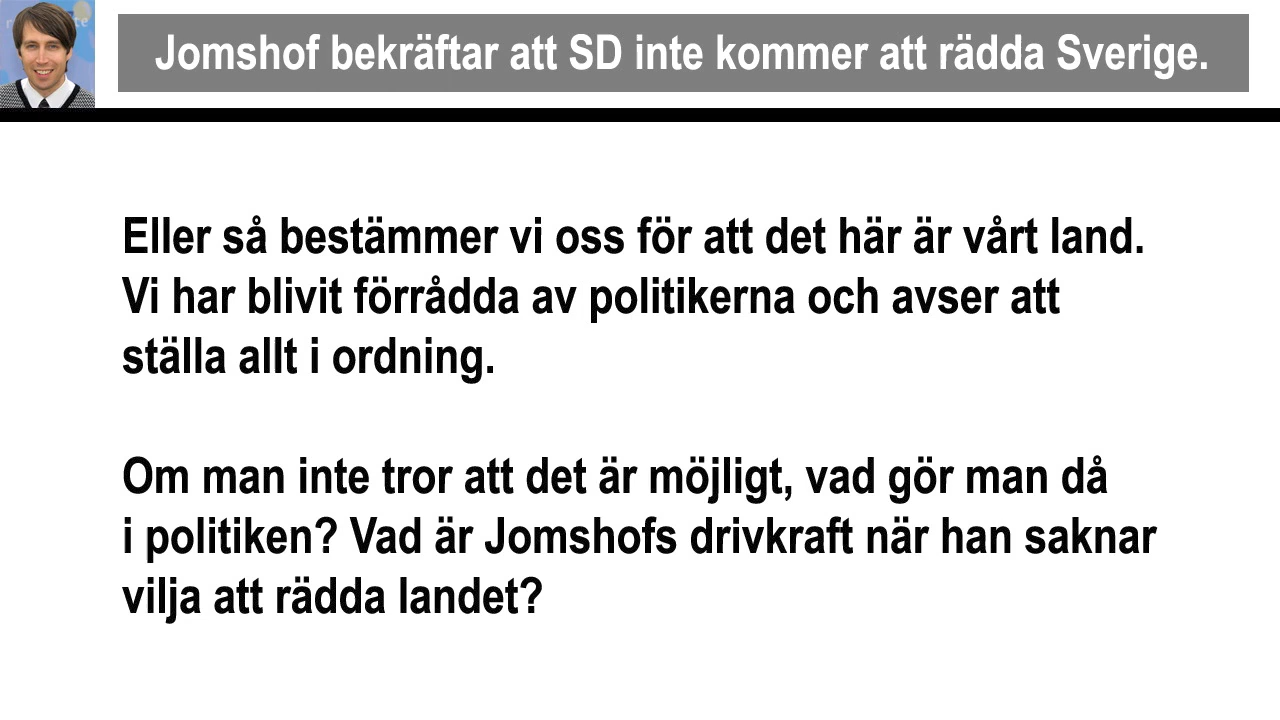 Jomshof bekräftar att SD inte kommer att rädda Sverige.
Eller så bestämmer vi oss för att det här är vårt land.
Vi har blivit förrådda av politikerna och avser att
ställa allt i ordning.
Om man inte tror att det är möjligt, vad gör man då
i politiken? Vad är Jomshofs drivkraft när han saknar
vilja att rädda landet?